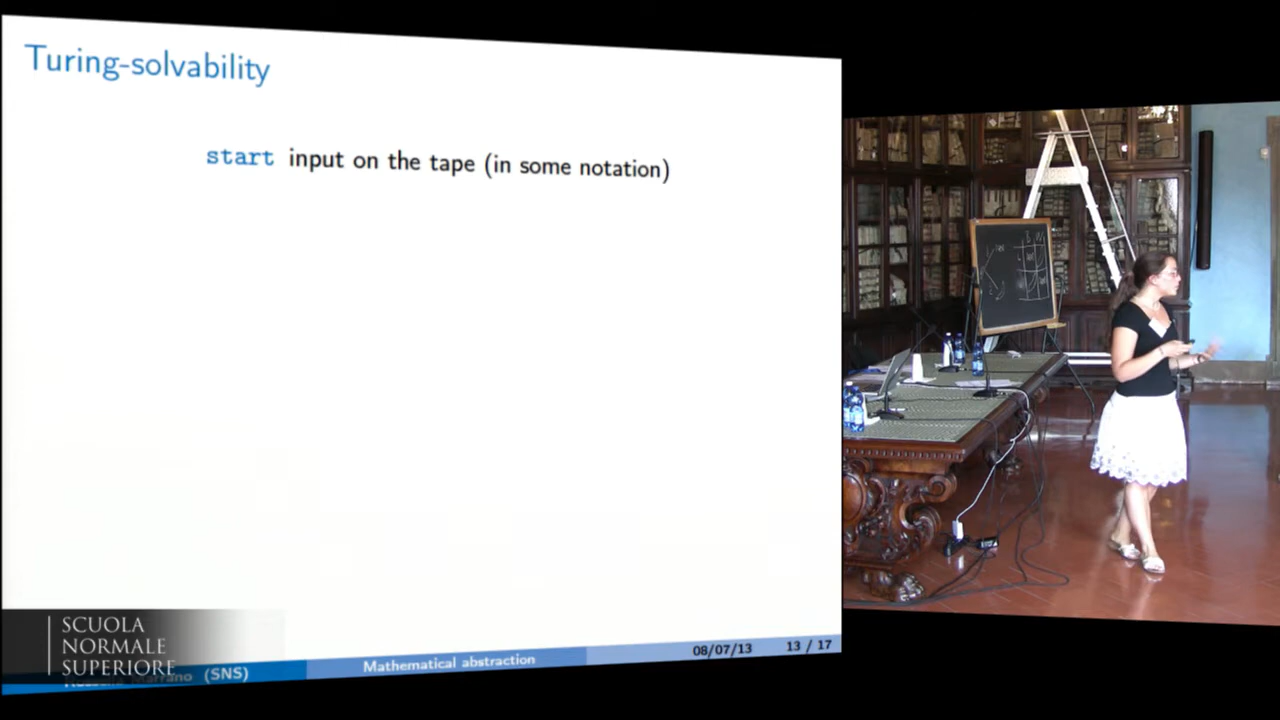 Turing-solvability
start input on the tape (in some notation)
SCUOLA
NORMALE
SUPERIORE
Marrano (SNS)
Mathematical abstraction
08/07/13
13 / 17